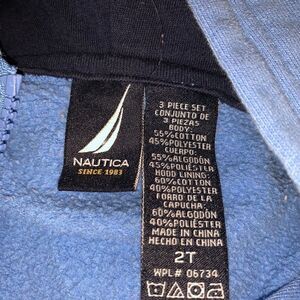 NAUTICA
SINCE 1983
3 PIECE SET
CONJUNTO DE
3 PIEZAS
BODY:
55%COTTON
45%POLYESTER
CUERPO:
55%ALGODÓN
45%POLIÉSTER
HOOD LINING:
60%COTTON
40%POLYESTER
FORRO DE LA
CAPUCHA:
60%ALGODÓN
40%POLIÉSTER
MADE IN CHINA
HECHO EN CHINA
2T
WPL# 06734